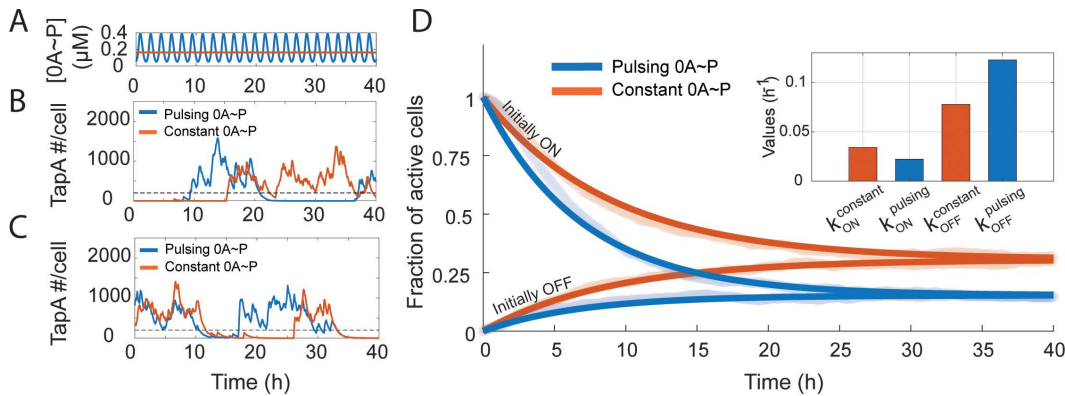 A
[0A~P]
(µM)
0.4
0.2
0
0 10 20 30 40
B
TapA #/cell
2000
1000
0
Pulsing 0A~P
Constant 0A~P
0 10 20 30 40
C
TapA #/cell
2000
1000
0
Pulsing 0A~P
Constant 0A~P
0 10 20 30 40
Time (h)
D
Fraction of active cells
1
0.75
0.5
0.25
0
Pulsing 0A~P
Constant 0A~P
Initially ON
Initially OFF
0 5 10 15 20 25 30 35 40
Time (h)
Values (h⁻¹)
0.1
0.05
0
k_ON^constant
k_ON^pulsing
k_OFF^constant
k_OFF^pulsing